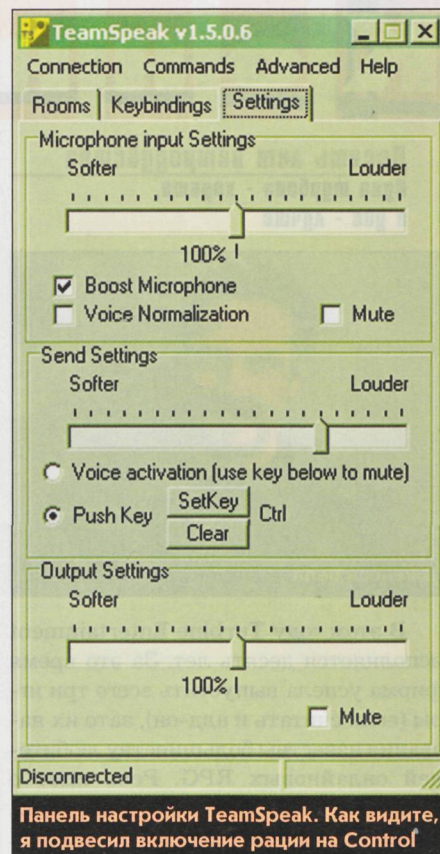 TeamSpeak v1.5.0.6
Connection Commands Advanced Help
Rooms Keybindings Settings
Microphone input Settings
Softer Louder
100%
Boost Microphone
Voice Normalization Mute
Send Settings
Softer Louder
Voice activation (use key below to mute)
Push Key SetKey Ctrl
Clear
Output Settings
Softer Louder
100%
Mute
Disconnected
Панель настройки TeamSpeak. Как видите,
я подвесил включение рации на Control